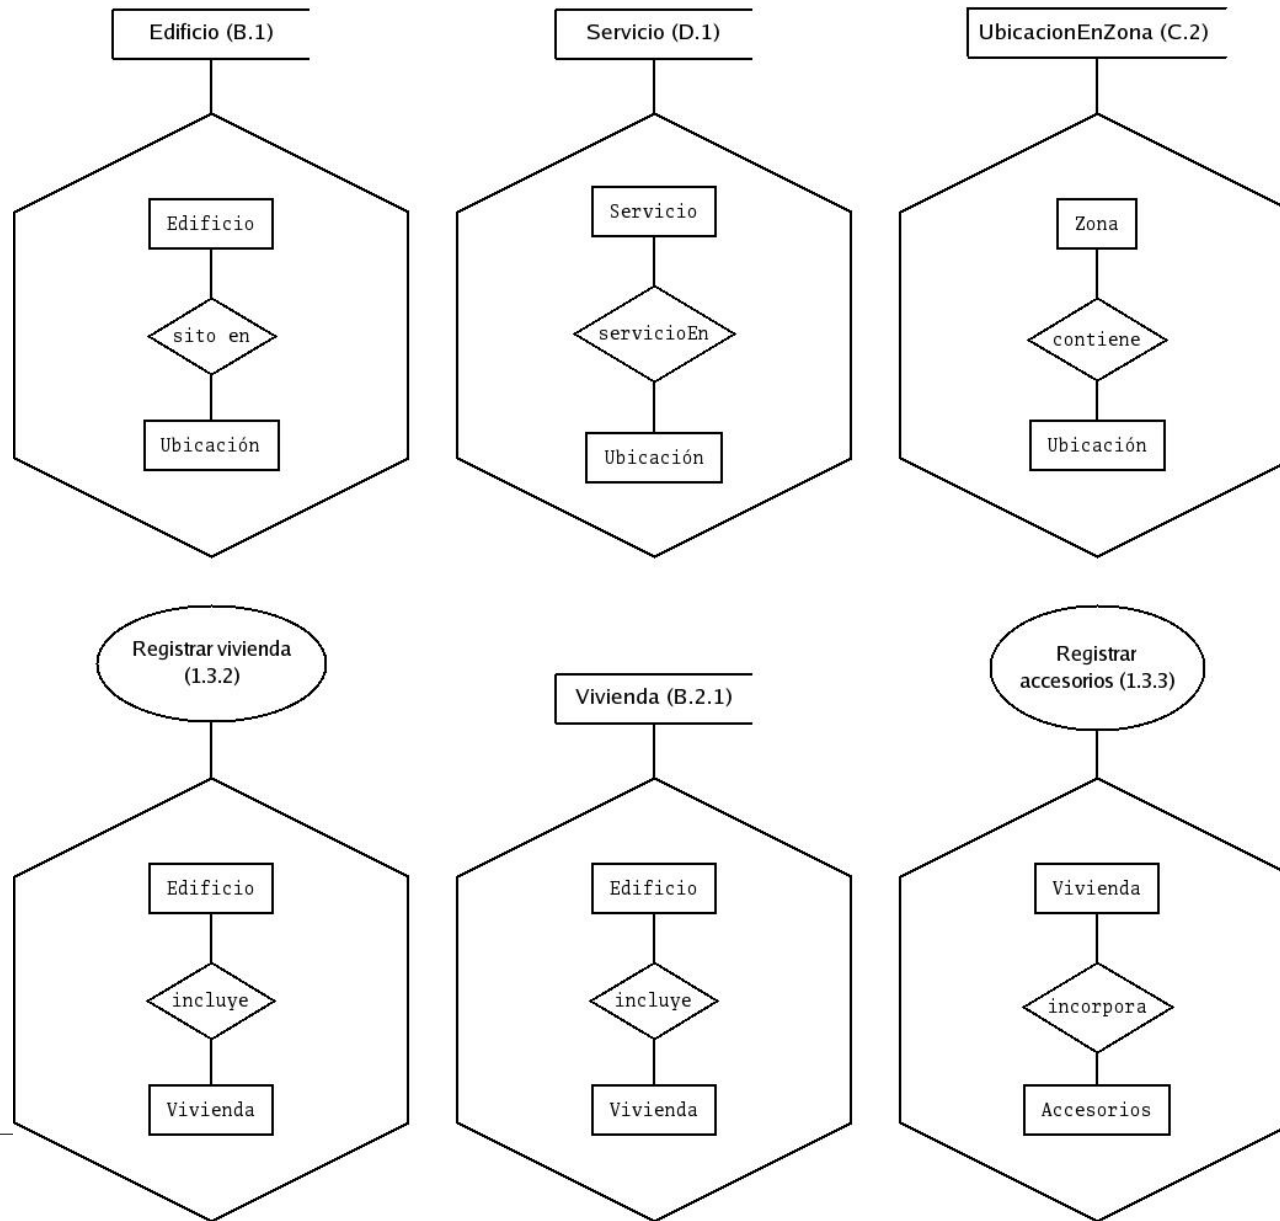 Edificio (B.1)
Servicio (D.1)
UbicacionEnZona (C.2)
Edificio
sito en
Ubicación
Servicio
servicioEn
Ubicación
Zona
contiene
Ubicación
Registrar vivienda
(1.3.2)
Vivienda (B.2.1)
Registrar
accesorios (1.3.3)
Edificio
incluye
Vivienda
Edificio
incluye
Vivienda
Vivienda
incorpora
Accesorios